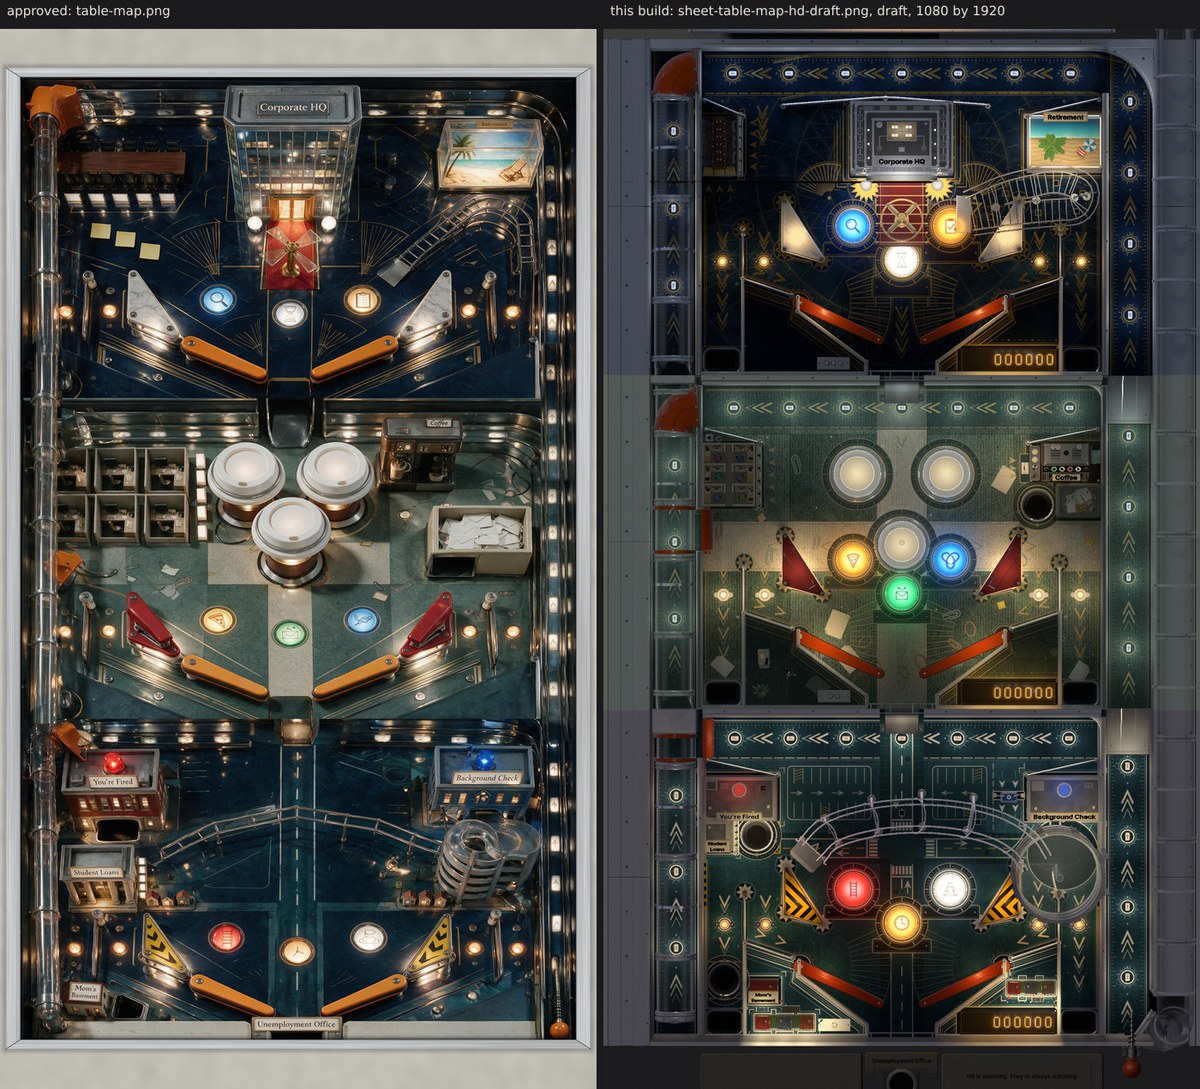 approved: table-map.png
this build: sheet-table-map-hd-draft.png, draft, 1080 by 1920
Corporate HQ
Coffee
You're Fired
Background Check
Student Loans
Mom's
Basement
Unemployment Office
Retirement
Corporate HQ
000000
Coffee
000000
You're Fired
Background Check
Student
Loans
Mom's
Basement
000000
Unemployment Office
HR is watching. They're always watching.